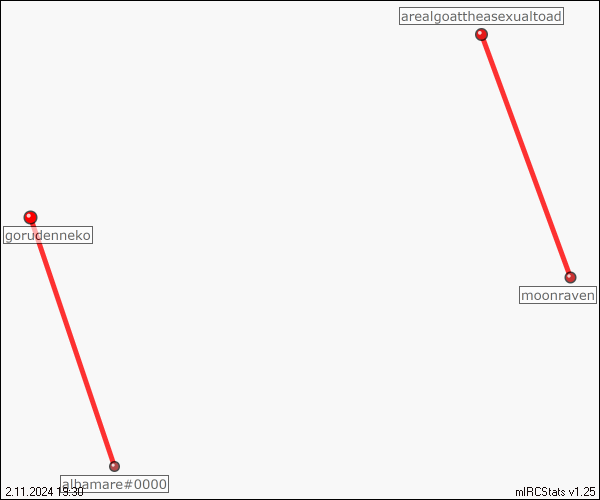 arealgoattheasexualtoad
gorudenneko
moonraven
albamare#0000
2.11.2024 19:30
mIRCStats v1.25